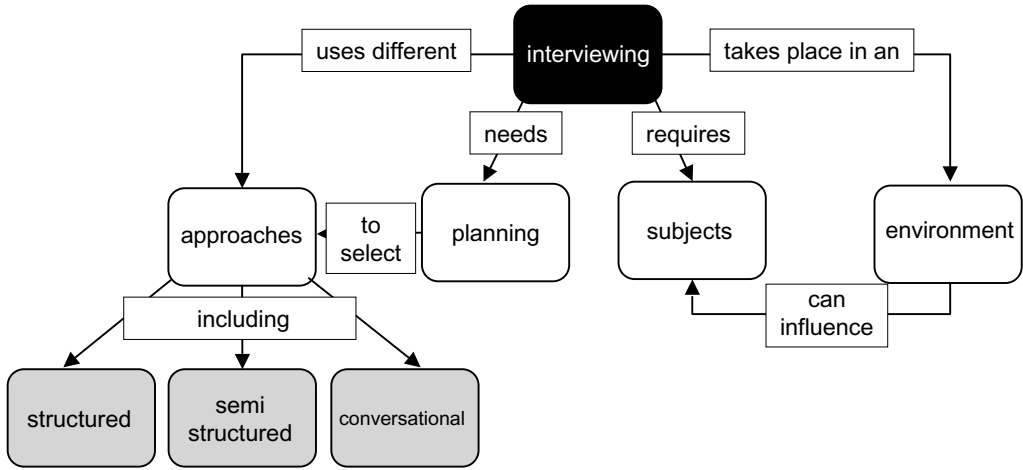 interviewing
uses different
takes place in an
needs
requires
approaches
to
select
planning
subjects
environment
including
can
influence
structured
semi
structured
conversational